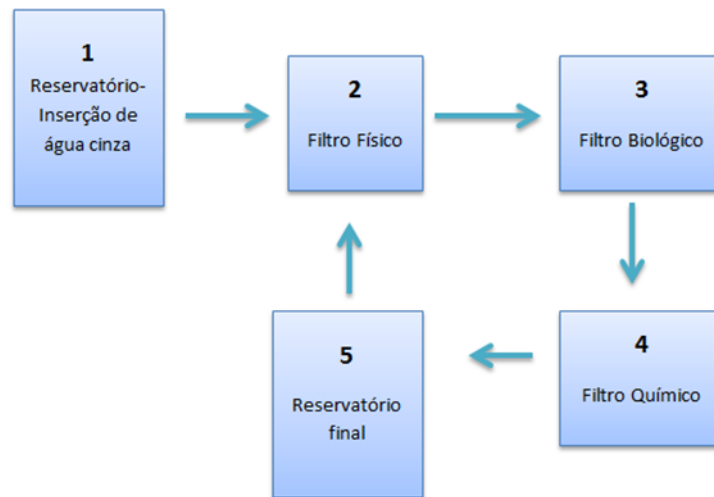 1
Reservatório-
Inserção de
água cinza
2
Filtro Físico
3
Filtro Biológico
4
Filtro Químico
5
Reservatório
final